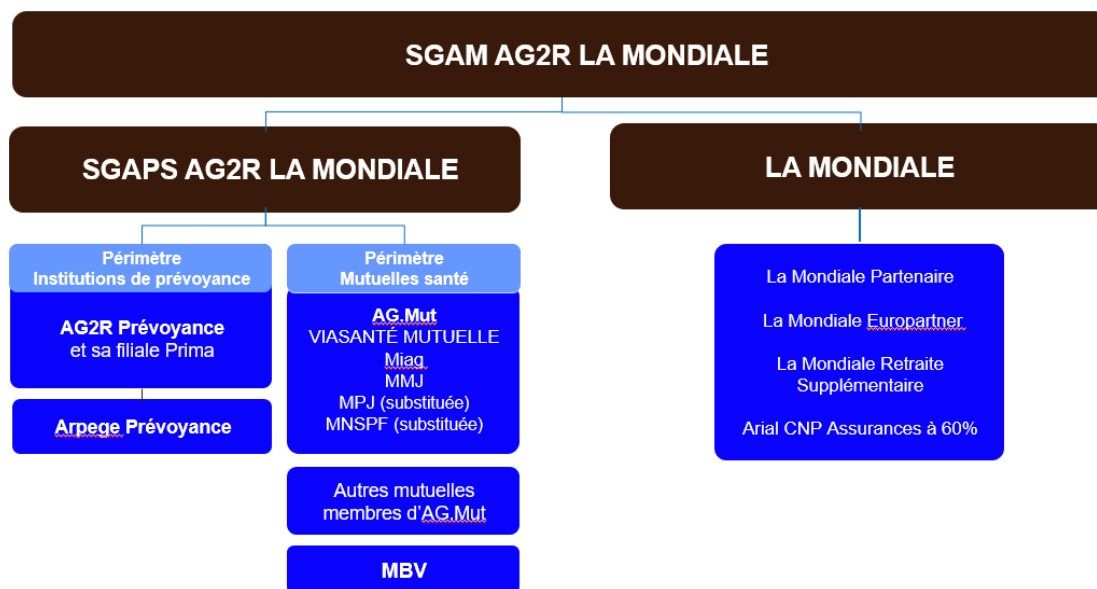 SGAM AG2R LA MONDIALE
SGAPS AG2R LA MONDIALE
LA MONDIALE
Périmètre
Institutions de prévoyance
AG2R Prévoyance
et sa filiale Prima
Arpege Prévoyance
Périmètre
Mutuelles santé
AG.Mut
VIASANTÉ MUTUELLE
Miag
MMJ
MPJ (substituée)
MNSPF (substituée)
Autres mutuelles
membres d'AG.Mut
MBV
La Mondiale Partenaire
La Mondiale Europartner
La Mondiale Retraite
Supplémentaire
Arial CNP Assurances à 60%